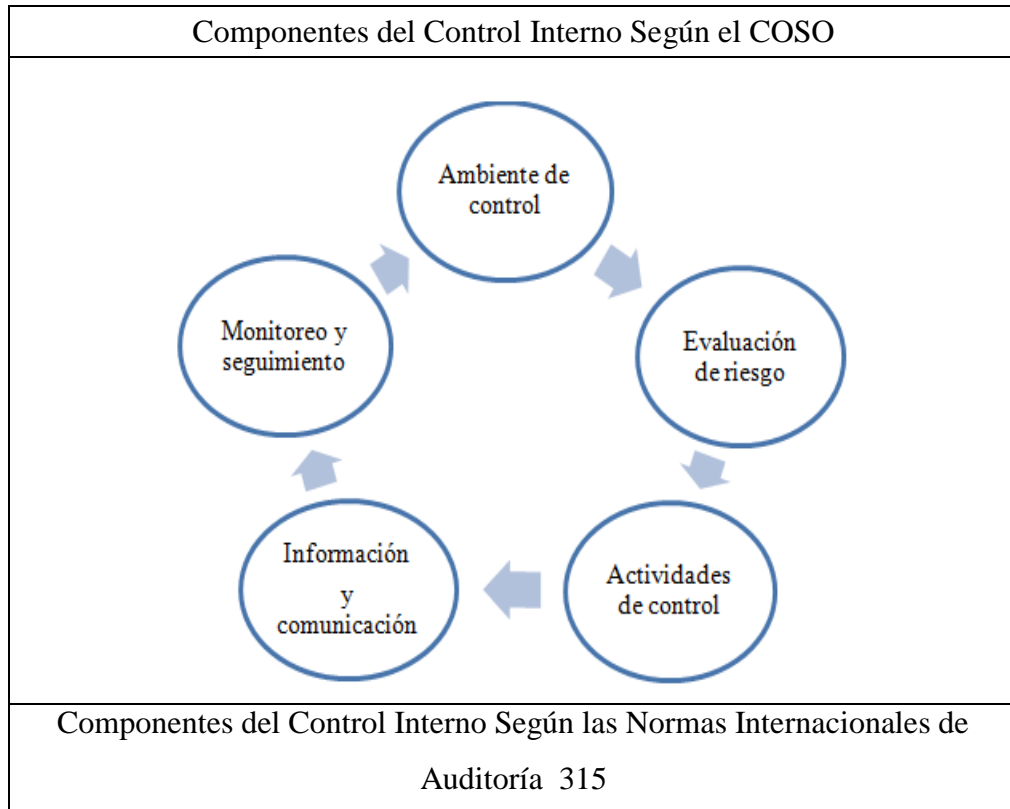 Componentes del Control Interno Según el COSO
Ambiente de
control
Evaluación
de riesgo
Actividades
de control
Información
y
comunicación
Monitoreo y
seguimiento
Componentes del Control Interno Según las Normas Internacionales de
Auditoría 315